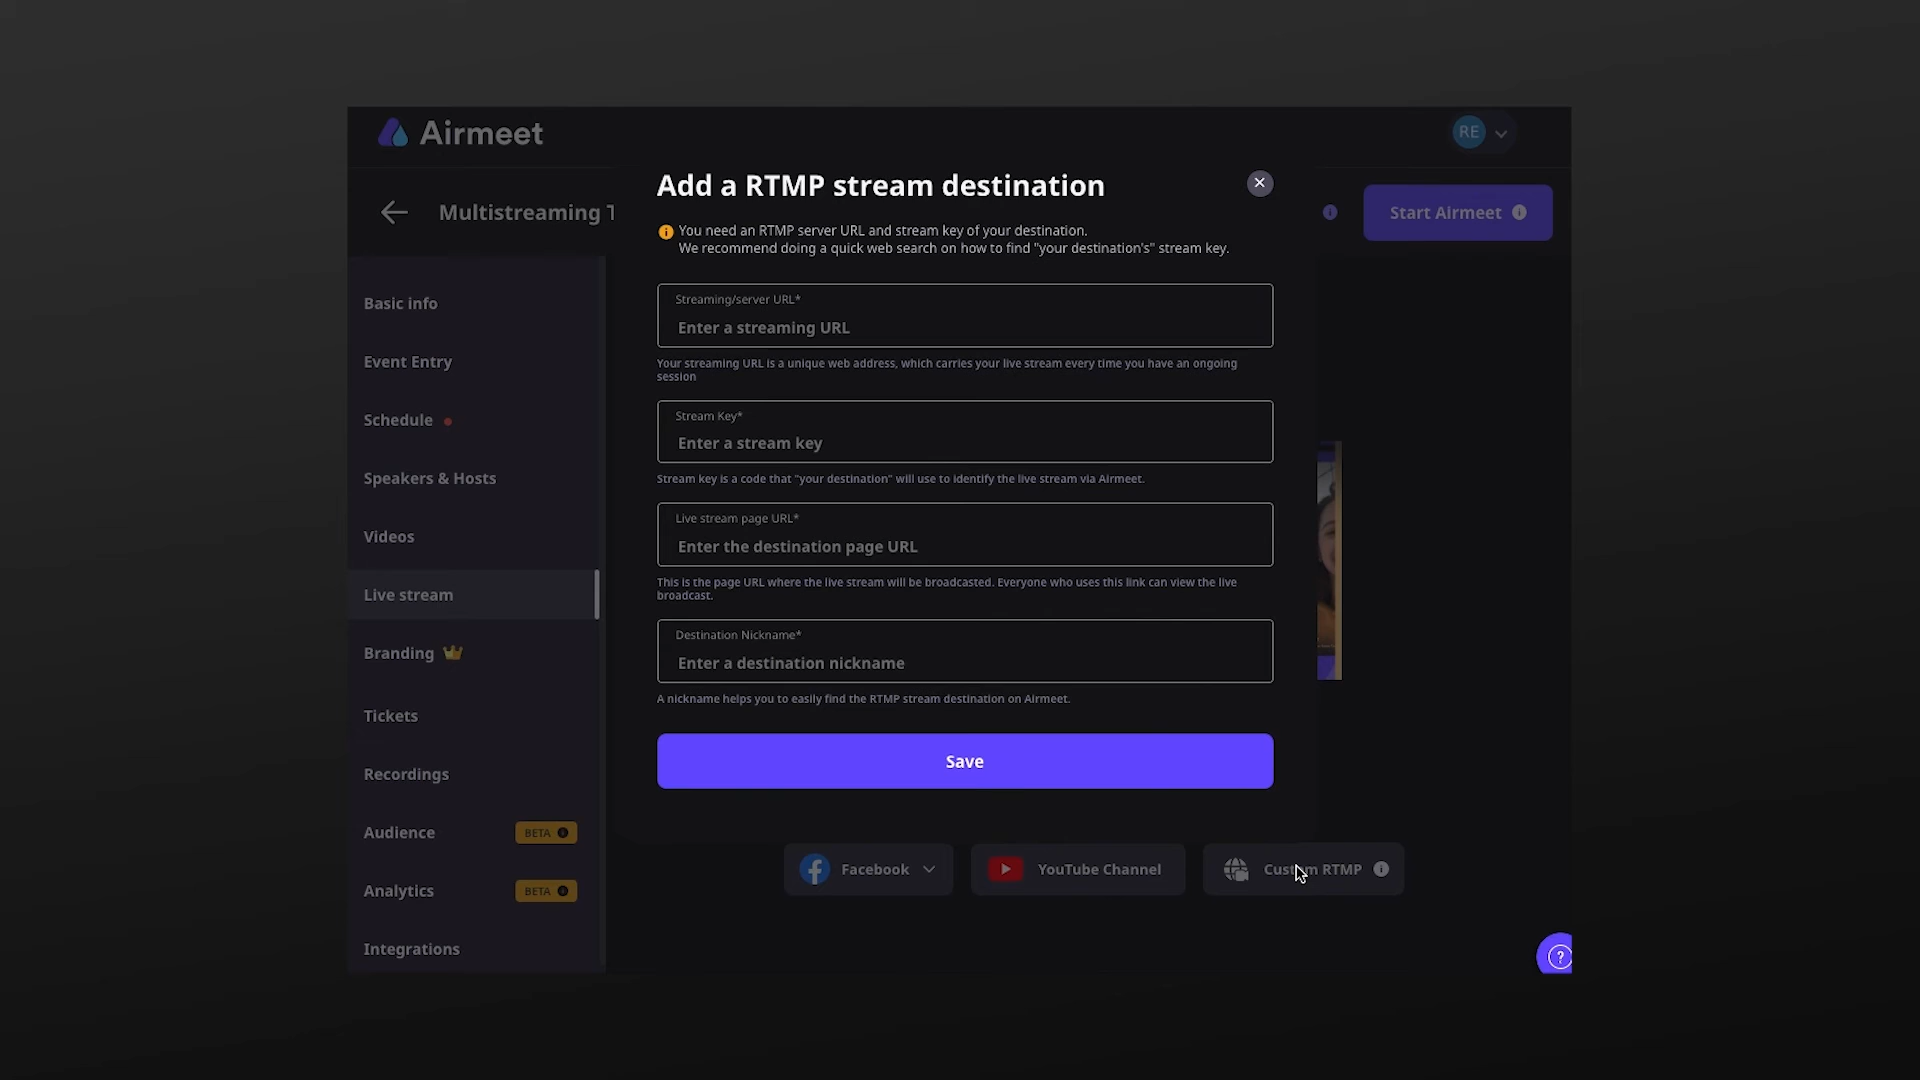 Airmeet
RE
Add a RTMP stream destination
Multistreaming T
Start Airmeet
You need an RTMP server URL and stream key of your destination.
We recommend doing a quick web search on how to find "your destination's" stream key.
Basic info
Event Entry
Schedule
Speakers & Hosts
Videos
Live stream
Branding
Tickets
Recordings
Audience BETA
Analytics BETA
Integrations
Streaming/server URL*
Enter a streaming URL
Your streaming URL is a unique web address, which carries your live stream every time you have an ongoing
session
Stream Key*
Enter a stream key
Stream key is a code that "your destination" will use to identify the live stream via Airmeet.
Live stream page URL*
Enter the destination page URL
This is the page URL where the live stream will be broadcasted. Everyone who uses this link can view the live
broadcast.
Destination Nickname*
Enter a destination nickname
A nickname helps you to easily find the RTMP stream destination on Airmeet.
Save
Facebook
YouTube Channel
Custom RTMP
?